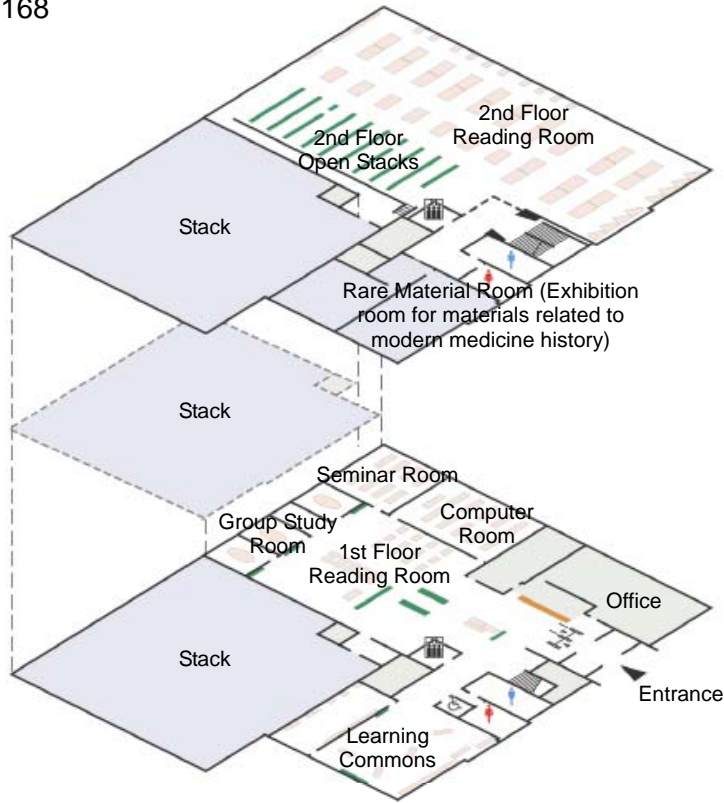 168
2nd Floor
Reading Room
2nd Floor
Open Stacks
Stack
Rare Material Room (Exhibition
room for materials related to
modern medicine history)
Stack
Seminar Room
Computer
Room
Group Study
Room
1st Floor
Reading Room
Office
Stack
Entrance
Learning
Commons